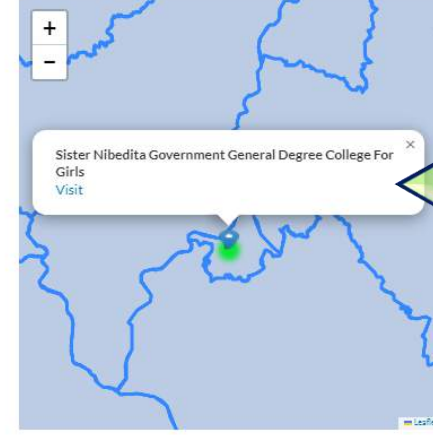 +
−
×
Sister Nibedita Government General Degree College For
Girls
Visit